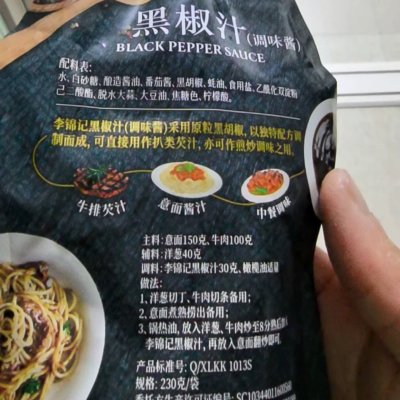 黑椒汁(调味酱)
BLACK PEPPER SAUCE
配料表:
水、白砂糖、酿造酱油、番茄酱、黑胡椒、蚝油、食用盐、乙酰化双淀粉
己二酸酯、脱水大蒜、大豆油、焦糖色、柠檬酸。
李锦记黑椒汁(调味酱)采用原粒黑胡椒,以独特配方调
制而成,可直接用作扒类芡汁,亦可作煎炒调味之用。
牛排芡汁
意面酱汁
中餐调味
主料:意面150克、牛肉100克
辅料:洋葱40克
调料:李锦记黑椒汁30克、橄榄油适量
做法:
1、洋葱切丁、牛肉切条备用;
2、意面煮熟捞出备用;
3、锅热油,放入洋葱、牛肉炒至8分熟后加入
李锦记黑椒汁,再放入意面翻炒即可.
产品标准号: Q/XLKK 1013S
规格: 230克/袋
委托方生产许可证编号: